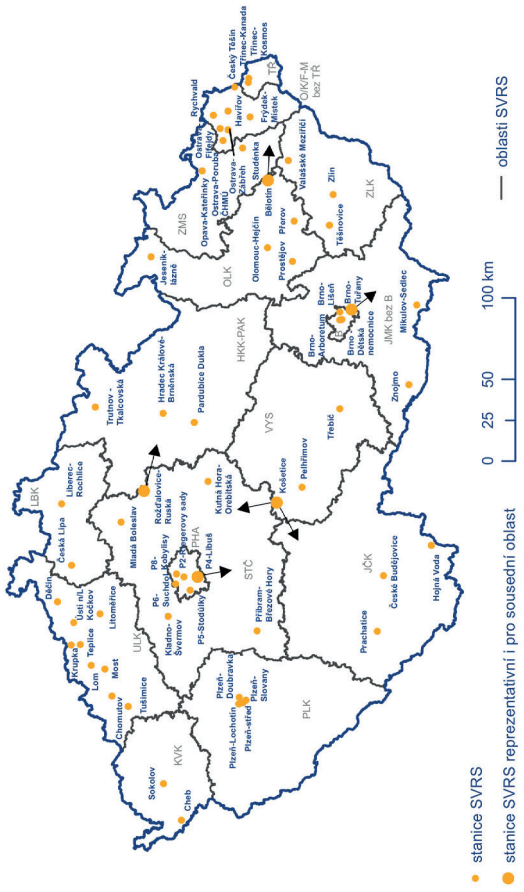 LBK
Děčín
Česká Lípa
Liberec-
Rochlice
Krupka
Ústí n/L
Kočkov
Teplice
Lom
Litoměřice
Most
Chomutov
Tušimice
ULK
Sokolov
Cheb
KVK
Mladá Boleslav
Rožďalovice-
Ruská
Trutnov -
Tkalcovská
Hradec Králové-
Brněnská
Pardubice Dukla
HKK-PAK
Kladno-
Švermov
P6-
Suchdol
P8-
Kobylisy
P2-Riegerovy sady
PHA
P4-Libuš
P5-Stodůlky
STČ
Kutná Hora-
Orebitská
Příbram-
Březové Hory
Plzeň-
Doubravka
Plzeň-Lochotín
Plzeň-střed
Plzeň-
Slovany
PLK
Košetice
Pelhřimov
VYS
Třebíč
Prachatice
České Budějovice
JČK
Hojná Voda
Jeseník-
lázně
ZMS
OLK
Opava-Kateřinky
Ostrava-
Fifejdy
Ostrava-Poruba
ČHMÚ
Ostrava-
Zábřeh
Studénka
Rychvald
Havířov
Český Těšín
Třinec-Kanada
Třinec-
Kosmos
TŘ
Frýdek-
Místek
O/K/F-M
bez TŘ
Bělotín
Valašské Meziříčí
Olomouc-Hejčín
Přerov
Prostějov
Zlín
Těšnovice
ZLK
Brno-
Arboretum
Brno-
Líšeň
Brno-
Tuřany
B
Brno -
Dětská
nemocnice
JMK bez B
Mikulov-Sedlec
Znojmo
0 25 50 100 km
stanice SVRS
stanice SVRS reprezentativní i pro sousední oblast
oblasti SVRS